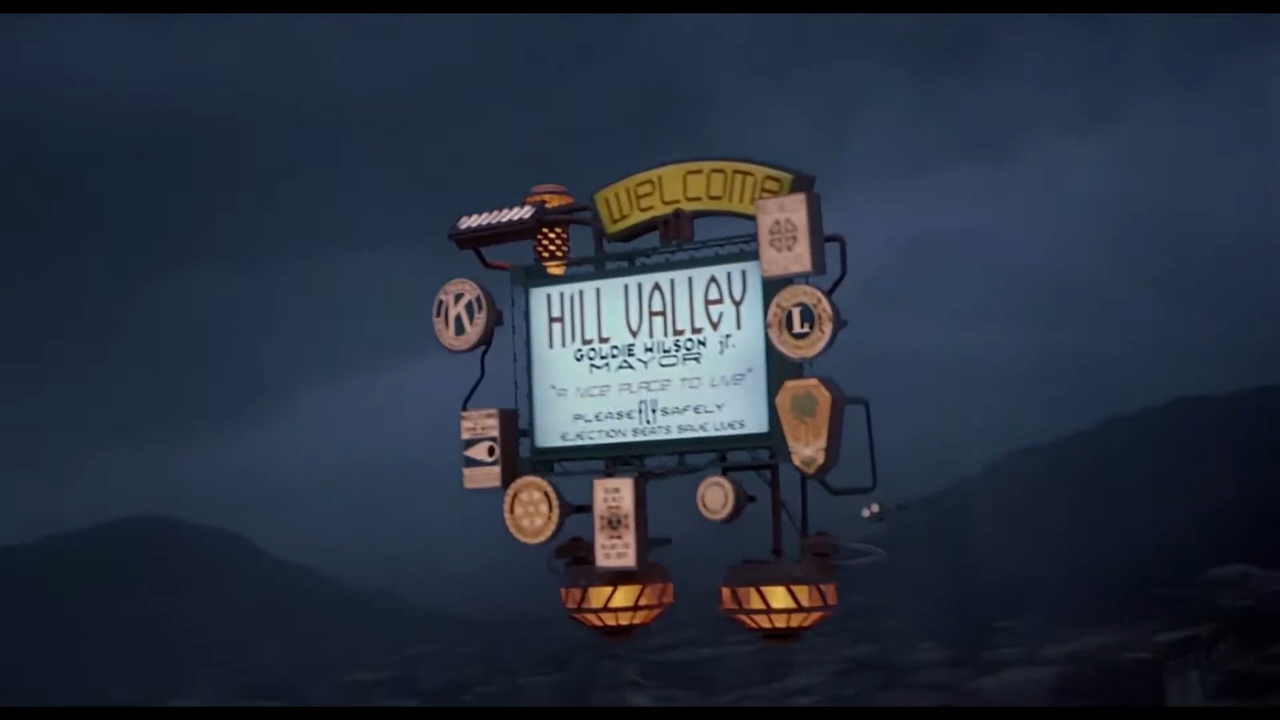 WELCOME
K
L
HILL VALLEY
GOLDIE WILSON jr.
MAYOR
"A NICE PLACE TO LIVE"
PLEASE FLY SAFELY
EJECTION SEATS SAVE LIVES